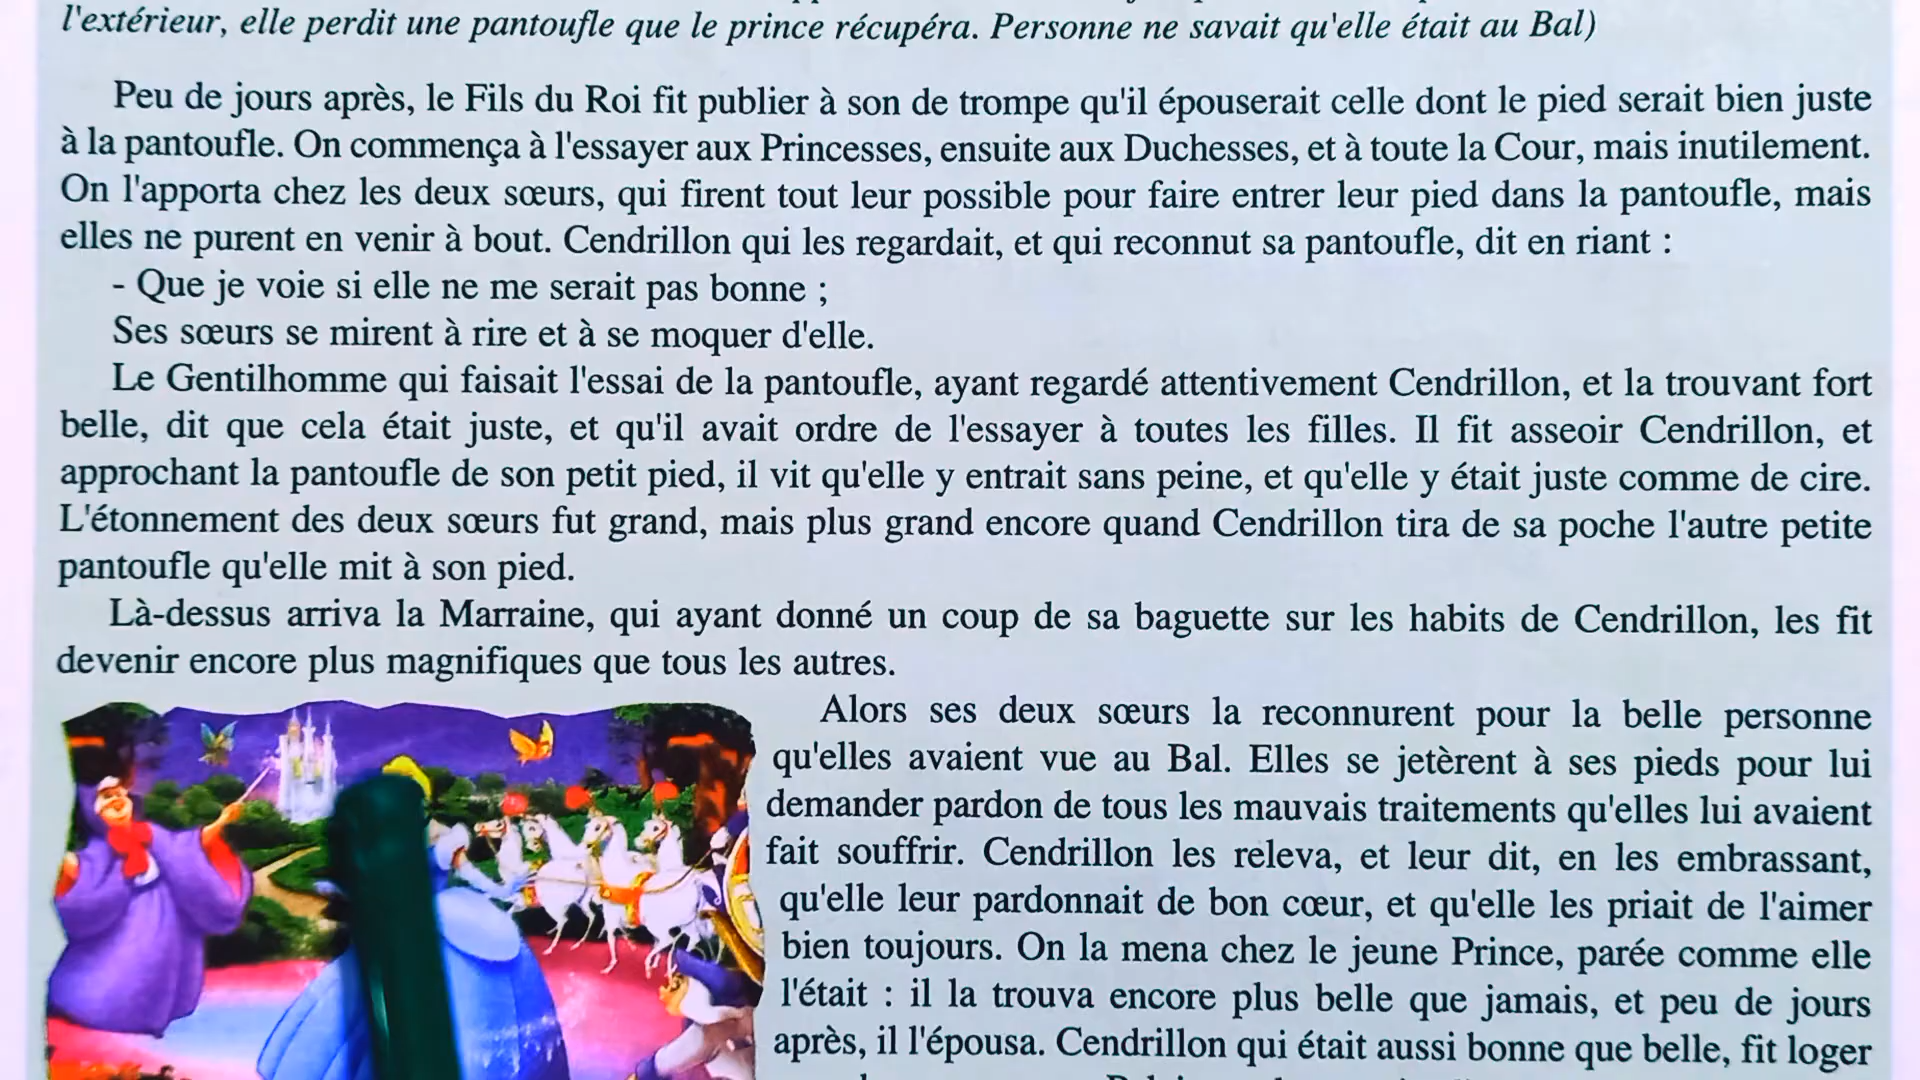 l'extérieur, elle perdit une pantoufle que le prince récupéra. Personne ne savait qu'elle était au Bal)
Peu de jours après, le Fils du Roi fit publier à son de trompe qu'il épouserait celle dont le pied serait bien juste
à la pantoufle. On commença à l'essayer aux Princesses, ensuite aux Duchesses, et à toute la Cour, mais inutilement.
On l'apporta chez les deux sœurs, qui firent tout leur possible pour faire entrer leur pied dans la pantoufle, mais
elles ne purent en venir à bout. Cendrillon qui les regardait, et qui reconnut sa pantoufle, dit en riant :
- Que je voie si elle ne me serait pas bonne ;
Ses sœurs se mirent à rire et à se moquer d'elle.
Le Gentilhomme qui faisait l'essai de la pantoufle, ayant regardé attentivement Cendrillon, et la trouvant fort
belle, dit que cela était juste, et qu'il avait ordre de l'essayer à toutes les filles. Il fit asseoir Cendrillon, et
approchant la pantoufle de son petit pied, il vit qu'elle y entrait sans peine, et qu'elle y était juste comme de cire.
L'étonnement des deux sœurs fut grand, mais plus grand encore quand Cendrillon tira de sa poche l'autre petite
pantoufle qu'elle mit à son pied.
Là-dessus arriva la Marraine, qui ayant donné un coup de sa baguette sur les habits de Cendrillon, les fit
devenir encore plus magnifiques que tous les autres.
Alors ses deux sœurs la reconnurent pour la belle personne
qu'elles avaient vue au Bal. Elles se jetèrent à ses pieds pour lui
demander pardon de tous les mauvais traitements qu'elles lui avaient
fait souffrir. Cendrillon les releva, et leur dit, en les embrassant,
qu'elle leur pardonnait de bon cœur, et qu'elle les priait de l'aimer
bien toujours. On la mena chez le jeune Prince, parée comme elle
l'était : il la trouva encore plus belle que jamais, et peu de jours
après, il l'épousa. Cendrillon qui était aussi bonne que belle, fit loger